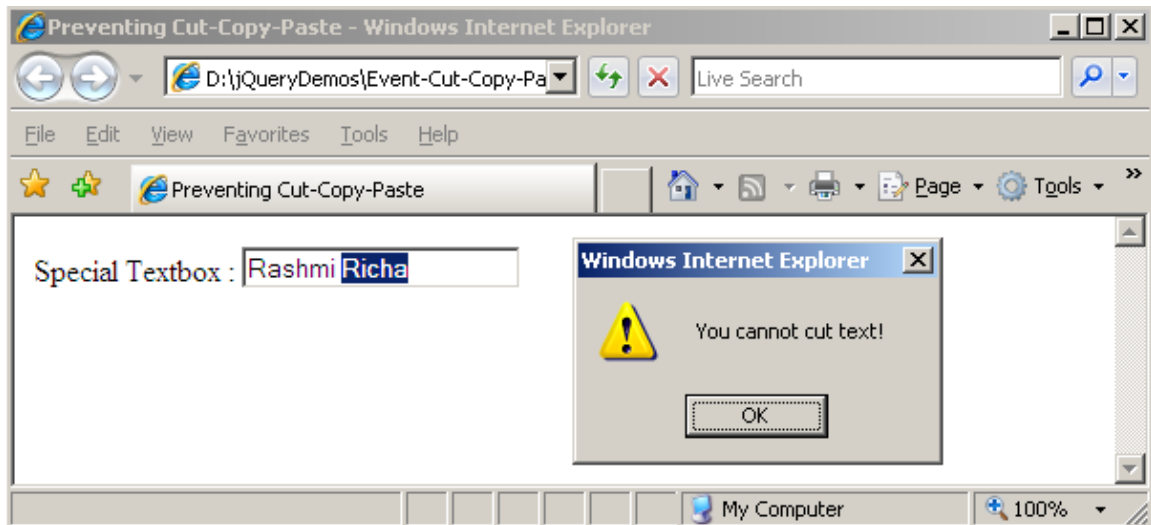 Preventing Cut-Copy-Paste - Windows Internet Explorer
D:\jQueryDemos\Event-Cut-Copy-Pa
Live Search
File Edit View Favorites Tools Help
Preventing Cut-Copy-Paste
Page Tools »
Special Textbox : Rashmi Richa
Windows Internet Explorer
You cannot cut text!
OK
My Computer
100%